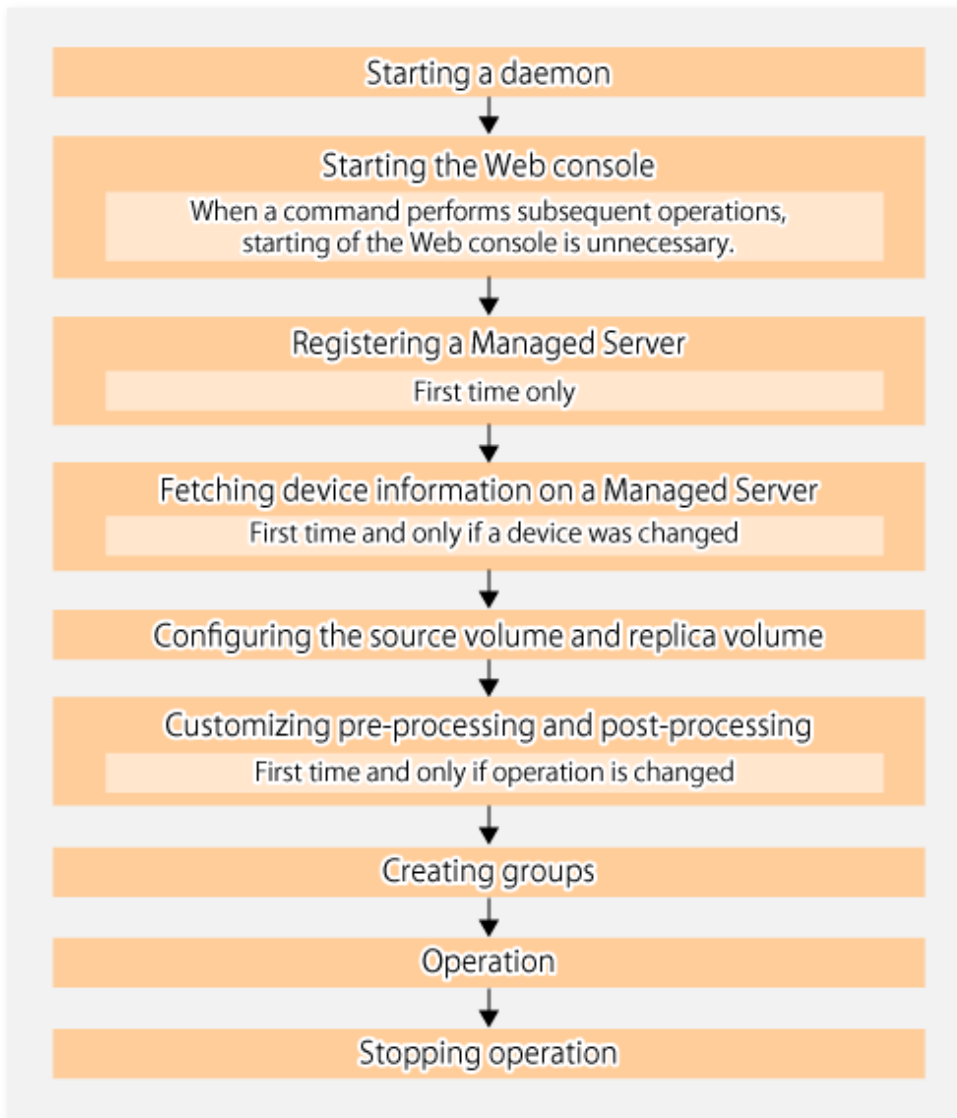 Starting a daemon
Starting the Web console
When a command performs subsequent operations,
starting of the Web console is unnecessary.
Registering a Managed Server
First time only
Fetching device information on a Managed Server
First time and only if a device was changed
Configuring the source volume and replica volume
Customizing pre-processing and post-processing
First time and only if operation is changed
Creating groups
Operation
Stopping operation